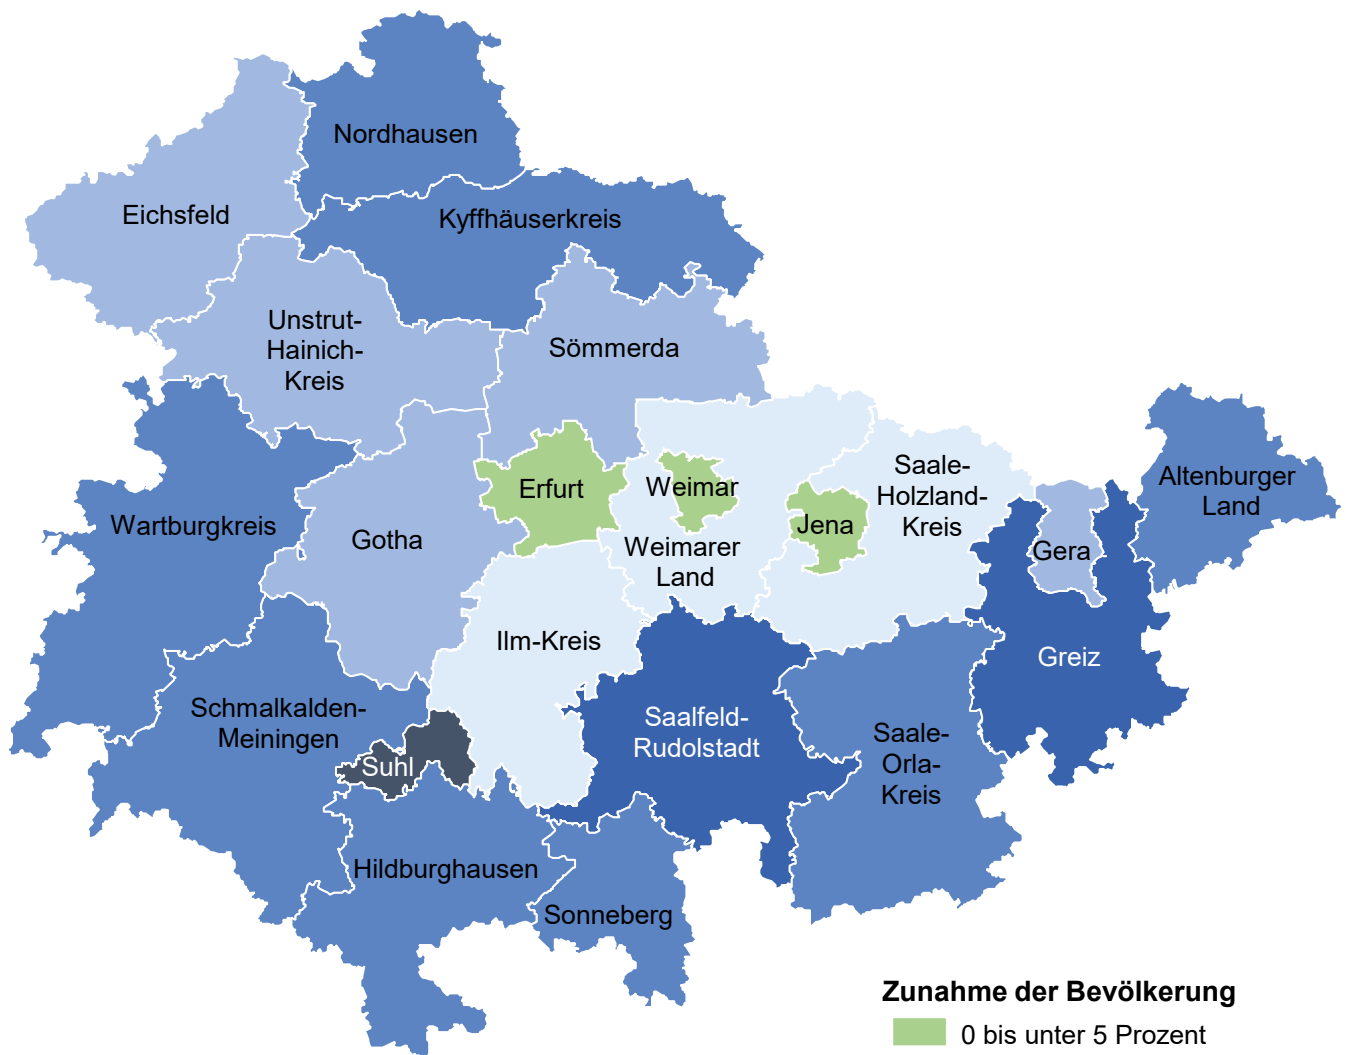 Nordhausen
Eichsfeld
Kyffhäuserkreis
Unstrut-
Hainich-
Kreis
Sömmerda
Saale-
Holzland-
Kreis
Altenburger
Land
Erfurt
Weimar
Jena
Wartburgkreis
Gotha
Weimarer
Land
Gera
Ilm-Kreis
Greiz
Schmalkalden-
Meiningen
Saalfeld-
Rudolstadt
Saale-
Orla-
Kreis
Suhl
Hildburghausen
Sonneberg
Zunahme der Bevölkerung
0 bis unter 5 Prozent